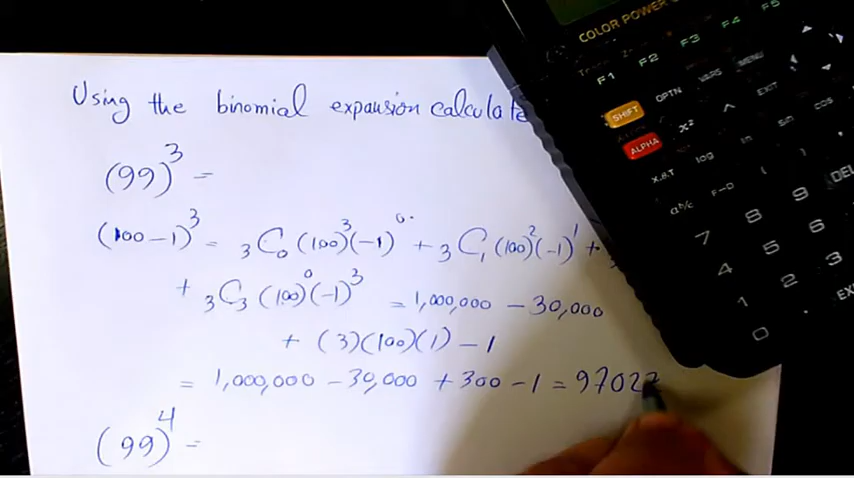 Using the binomial expansion calculate
(99)³ =
(100-1)³ = ₃C₀(100)³(-1)⁰ + ₃C₁(100)²(-1)¹ +
+ ₃C₃(100)⁰(-1)³ = 1,000,000 - 30,000
+ (3)(100)(1) - 1
= 1,000,000 - 30,000 + 300 - 1 = 9702
(99)⁴ =
COLOR POWER
F1 F2 F3 F4 F5
SHIFT OPTN VARS MENU
ALPHA x² ^ EXIT
X,θ,T log ln sin cos
a b/c F↔D ( ) ,
7 8 9 DEL
4 5 6
1 2 3
0 . EX